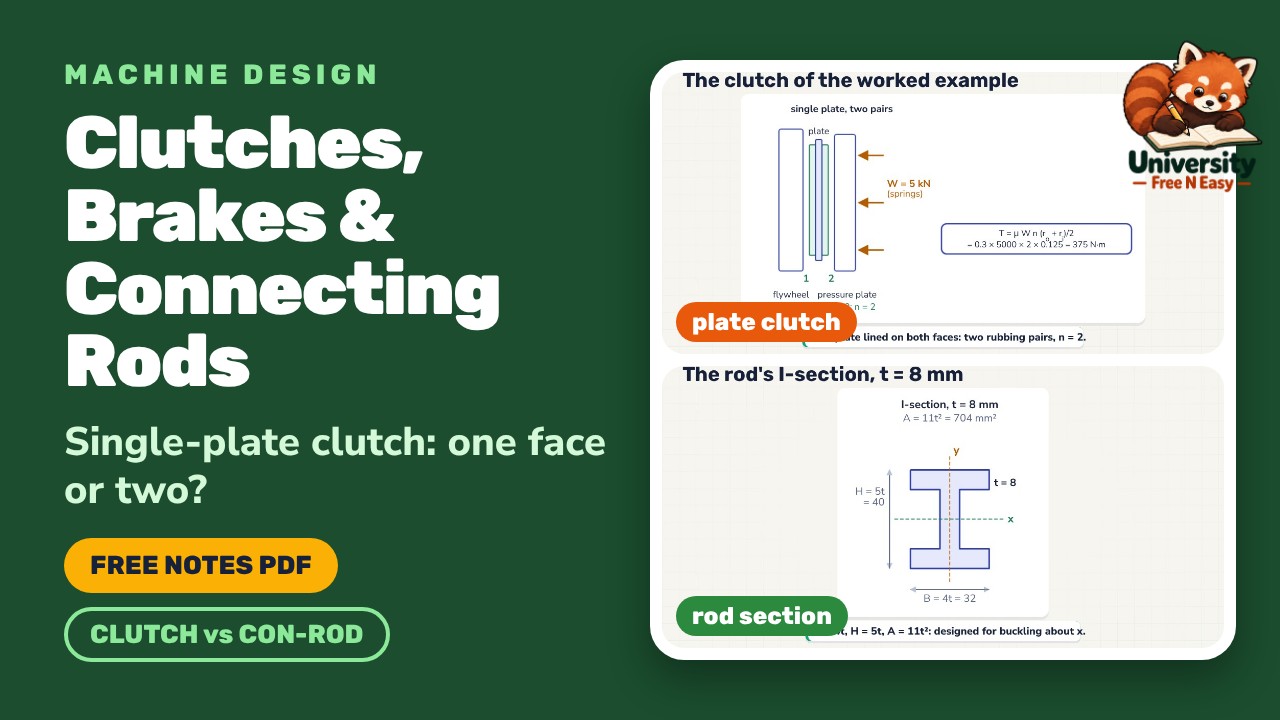 MACHINE DESIGN
Clutches,
Brakes &
Connecting
Rods
Single-plate clutch: one face
or two?
FREE NOTES PDF
CLUTCH vs CON-ROD
The clutch of the worked example
single plate, two pairs
plate
W = 5 kN
(springs)
T = μ W n (r + r)/2
= 0.3 × 5000 × 2 × 0.125 = 375 N·m
1 2
flywheel pressure plate
n = 2
plate clutch
lined on both faces: two rubbing pairs, n = 2.
The rod's I-section, t = 8 mm
I-section, t = 8 mm
A = 11t² = 704 mm²
y
t = 8
H = 5t
= 40
x
B = 4t = 32
rod section
H = 5t, A = 11t²: designed for buckling about x.
University
Free N Easy